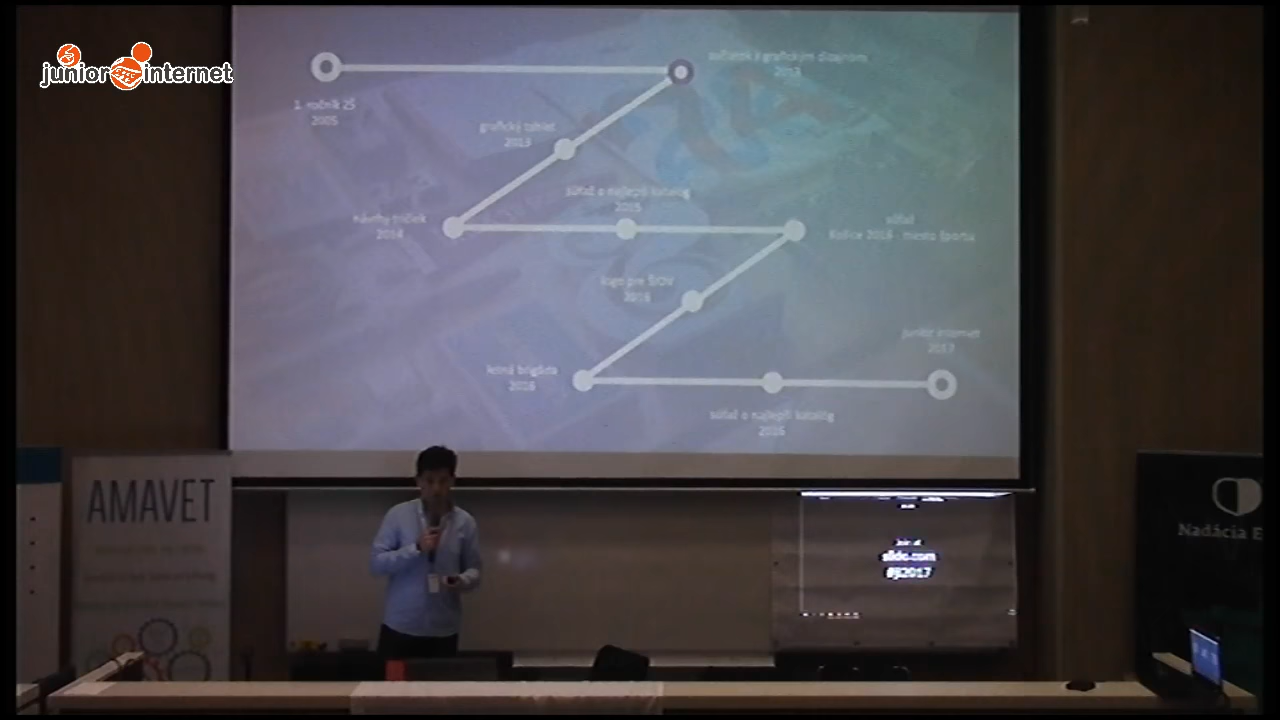 junior internet
1. ročník ZŠ
2005
začiatok s grafickým dizajnom
2013
grafický tablet
2013
súťaž o najlepší katalóg
2015
návrhy tričiek
2014
súťaž
Košice 2016 - mesto športu
logo pre ŠIOV
2016
junior internet
2017
letná brigáda
2016
súťaž o najlepší katalóg
2016
AMAVET
Nadácia E
slido.com
#JI2017